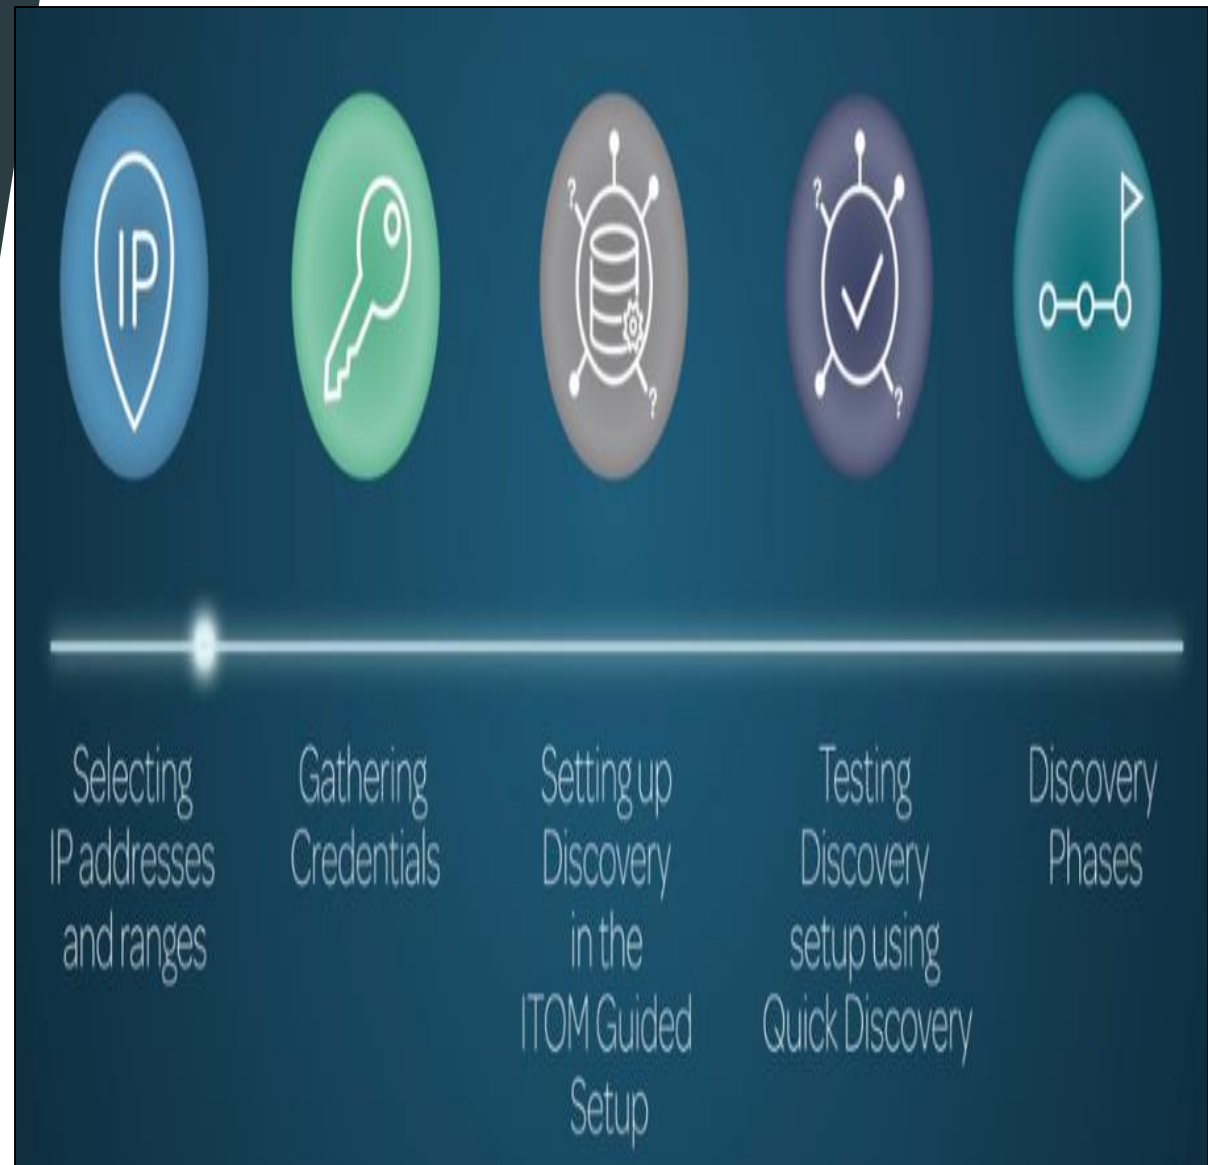 IP
?
?
?
?
Selecting
IP addresses
and ranges
Gathering
Credentials
Setting up
Discovery
in the
ITOM Guided
Setup
Testing
Discovery
setup using
Quick Discovery
Discovery
Phases